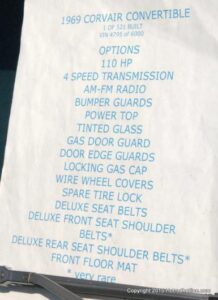 1969 CORVAIR CONVERTIBLE
1 OF 521 BUILT
VIN 4795 of 6000
OPTIONS
110 HP
4 SPEED TRANSMISSION
AM-FM RADIO
BUMPER GUARDS
POWER TOP
TINTED GLASS
GAS DOOR GUARD
DOOR EDGE GUARDS
LOCKING GAS CAP
WIRE WHEEL COVERS
SPARE TIRE LOCK
DELUXE SEAT BELTS
DELUXE FRONT SEAT SHOULDER
BELTS*
DELUXE REAR SEAT SHOULDER BELTS*
FRONT FLOOR MAT
* very rare